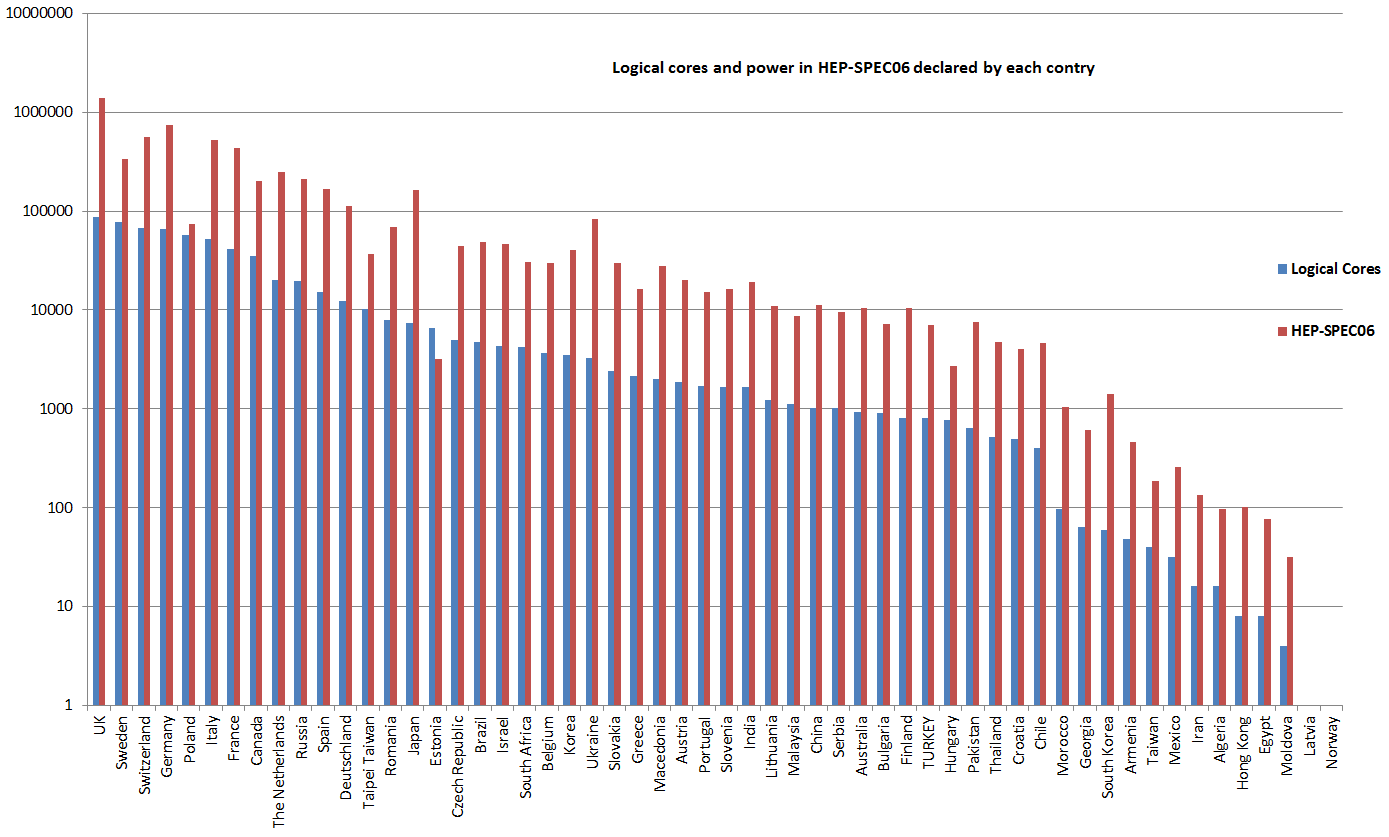 10000000
1000000
100000
10000
1000
100
10
1
Logical cores and power in HEP-SPEC06 declared by each contry
Logical Cores
HEP-SPEC06
UK
Sweden
Switzerland
Germany
Poland
Italy
France
Canada
The Netherlands
Russia
Spain
Deutschland
Taipei Taiwan
Romania
Japan
Estonia
Czech Republic
Brazil
Israel
South Africa
Belgium
Korea
Ukraine
Slovakia
Greece
Macedonia
Austria
Portugal
Slovenia
India
Lithuania
Malaysia
China
Serbia
Australia
Bulgaria
Finland
TURKEY
Hungary
Pakistan
Thailand
Croatia
Chile
Morocco
Georgia
South Korea
Armenia
Taiwan
Mexico
Iran
Algeria
Hong Kong
Egypt
Moldova
Latvia
Norway